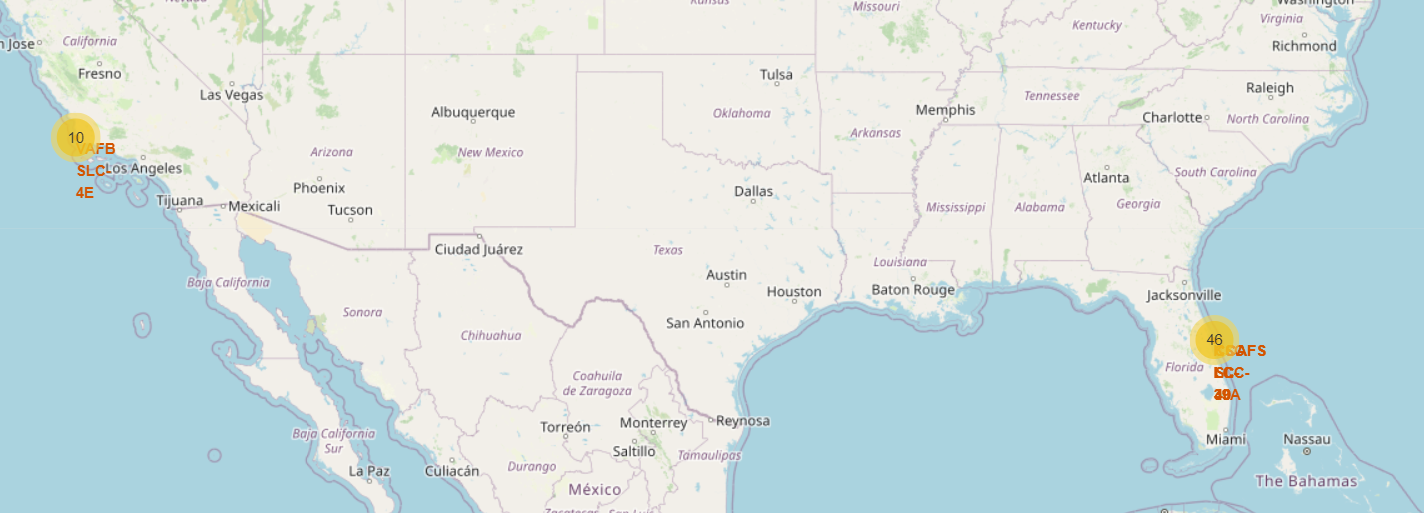 Nevada
Kansas
Missouri
Washington
n Jose
California
Kentucky
Virginia
Richmond
Fresno
Las Vegas
Tulsa
Raleigh
Albuquerque
Oklahoma
Memphis
Tennessee
Charlotte
North Carolina
10
VAFB
SLC-
4E
Los Angeles
Arizona
New Mexico
Arkansas
Phoenix
Dallas
Atlanta
South Carolina
Tijuana
Mexicali
Tucson
Mississippi
Alabama
Georgia
Ciudad Juárez
Texas
Louisiana
Baja California
Austin
Houston
Baton Rouge
Jacksonville
Sonora
San Antonio
Chihuahua
46
Florida
Coahuila
de Zaragoza
Torreón
Monterrey
Reynosa
Baja California
Sur
Saltillo
Tamaulipas
Miami
Nassau
La Paz
Culiacán
Durango
México
The Bahamas
Zacatecas
San Luis